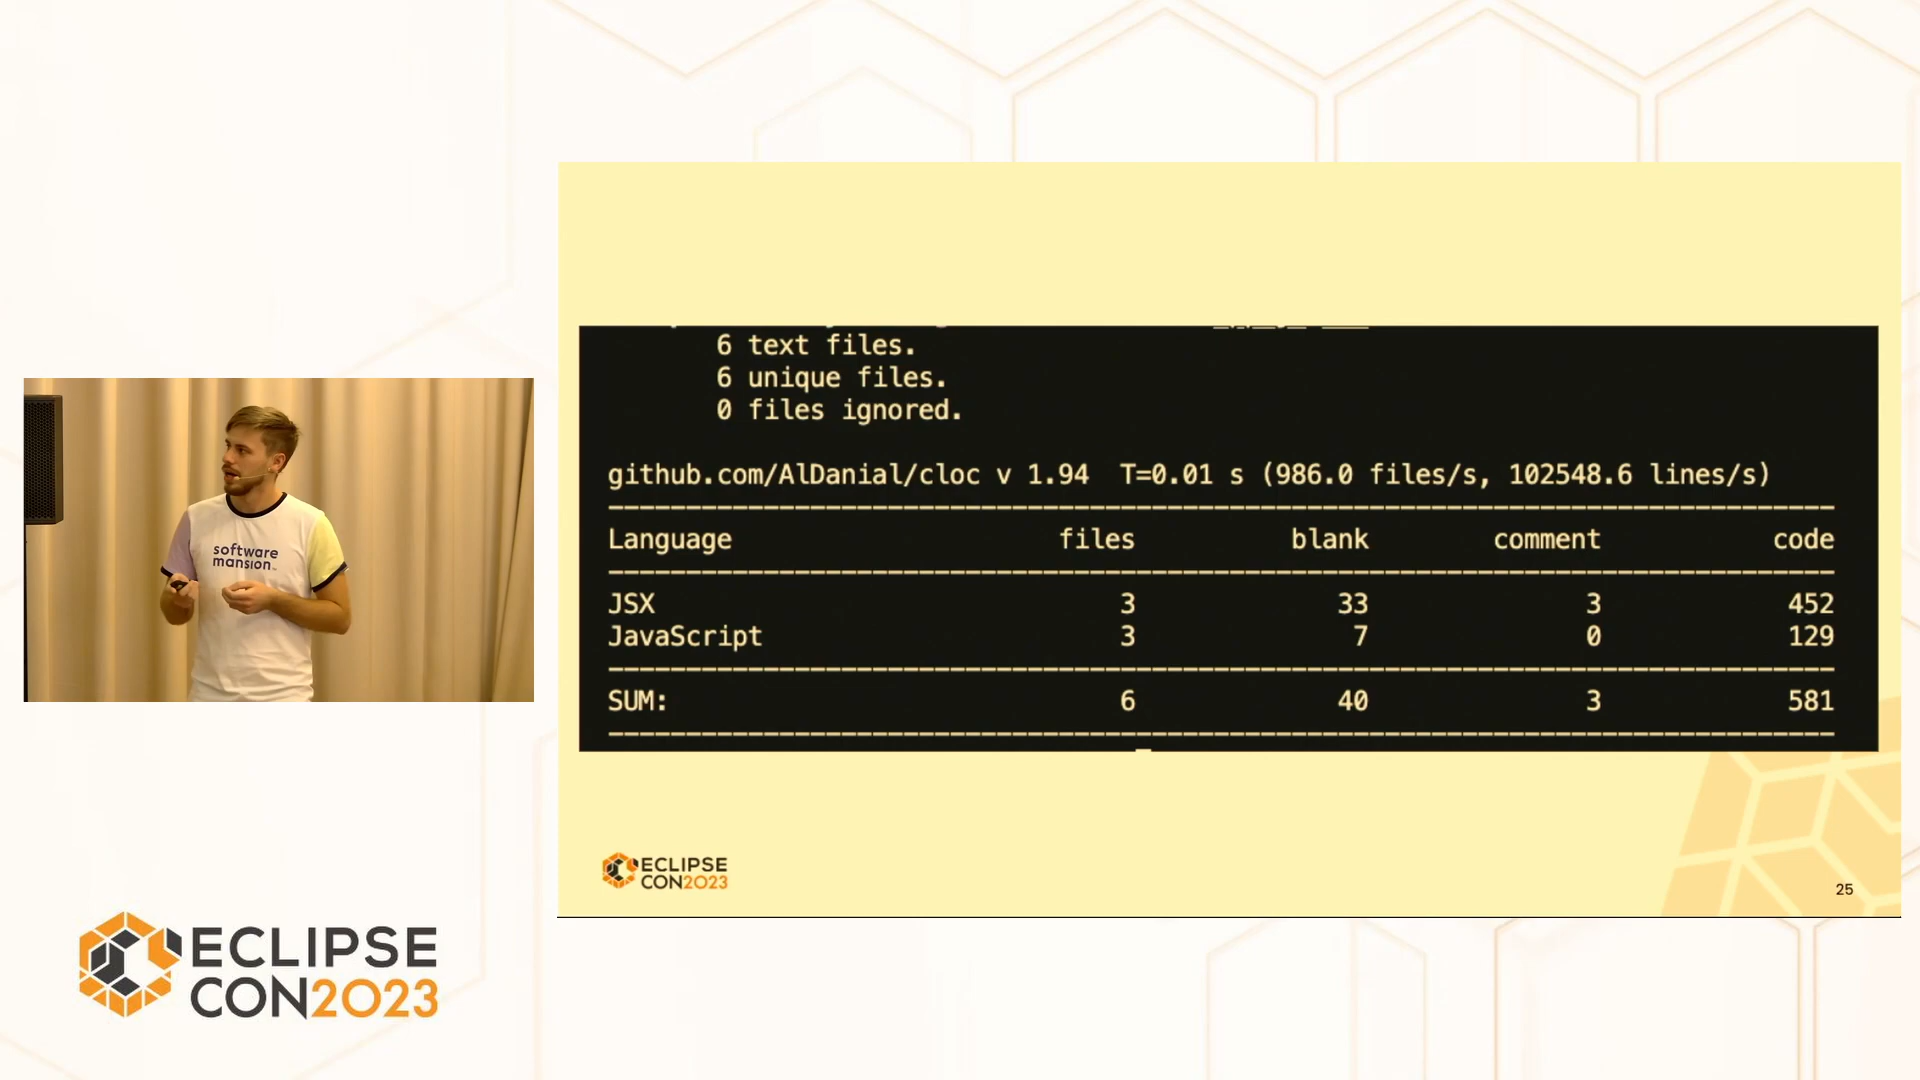 6 text files.
6 unique files.
0 files ignored.
github.com/AlDanial/cloc v 1.94 T=0.01 s (986.0 files/s, 102548.6 lines/s)
Language files blank comment code
JSX 3 33 3 452
JavaScript 3 7 0 129
SUM: 6 40 3 581
software
mansion
ECLIPSE
CON2023
25
ECLIPSE
CON2023